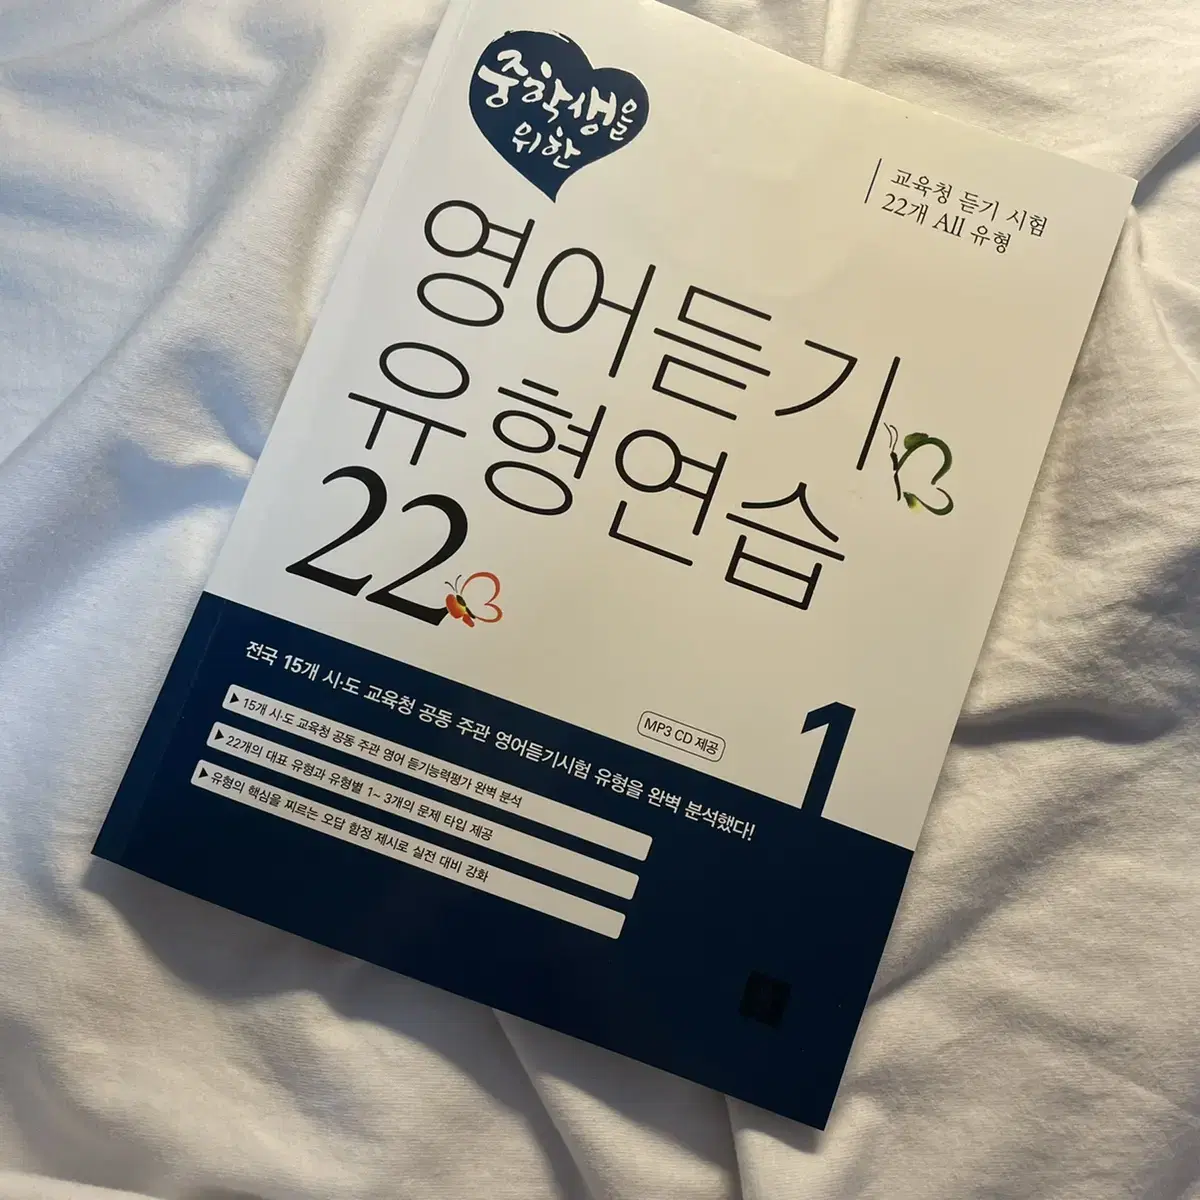 중학생을
위한
교육청 듣기 시험
22개 All 유형
영어듣기
유형연습
22
전국 15개 시·도 교육청 공동 주관 영어듣기시험 유형을 완벽 분석했다!
MP3 CD 제공
1
▶15개 시·도 교육청 공동 주관 영어 듣기능력평가 완벽 분석
▶22개의 대표 유형과 유형별 1~ 3개의 문제 타입 제공
▶유형의 핵심을 찌르는 오답 함정 제시로 실전 대비 강화